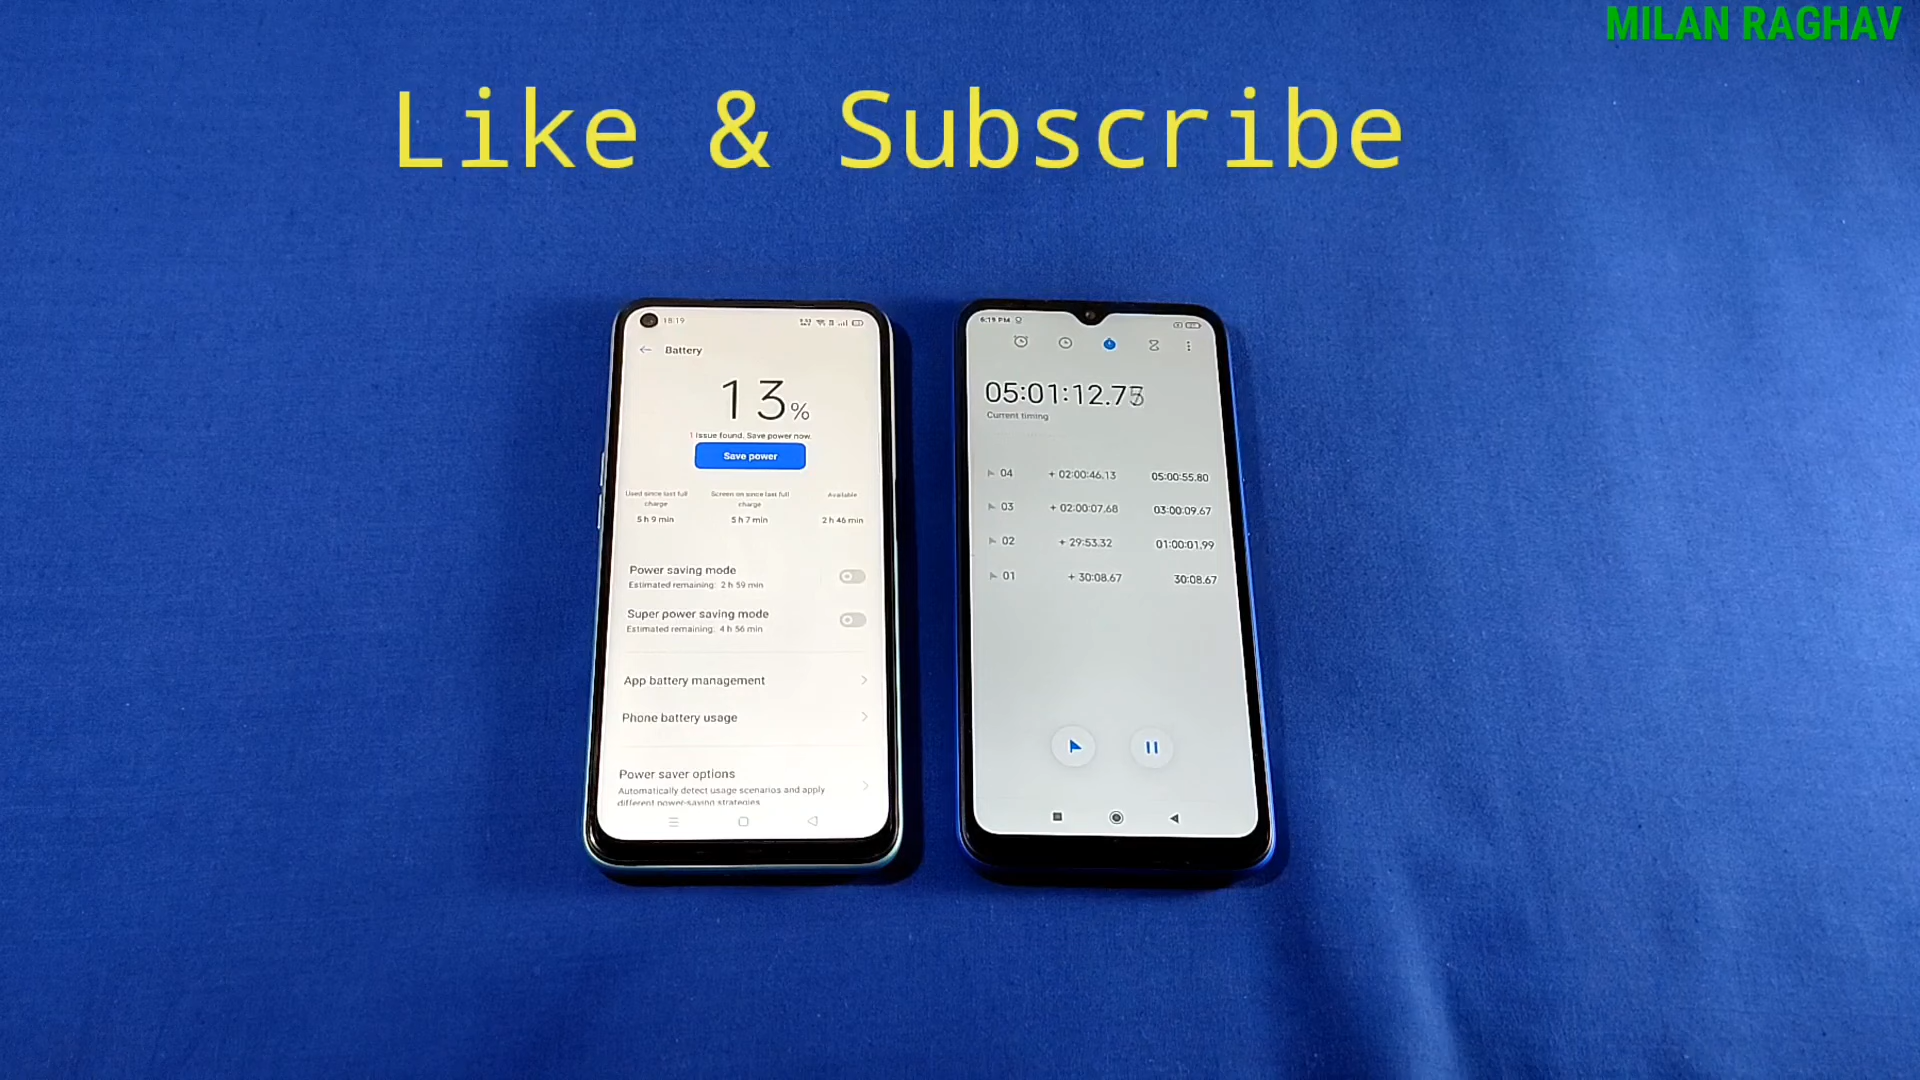 MILAN RAGHAV
Like & Subscribe
18:19
Battery
13%
1 issue found. Save power now.
Save power
Used since last full charge
5 h 9 min
Screen on since last full charge
5 h 7 min
Available
2 h 46 min
Power saving mode
Estimated remaining: 2 h 59 min
Super power saving mode
Estimated remaining: 4 h 56 min
App battery management
Phone battery usage
Power saver options
Automatically detect usage scenarios and apply
different power-saving strategies
6:19 PM
05:01:12.73
Current timing
04 + 02:00:46.13 05:00:55.80
03 + 02:00:07.68 03:00:09.67
02 + 29:53.32 01:00:01.99
01 + 30:08.67 30:08.67